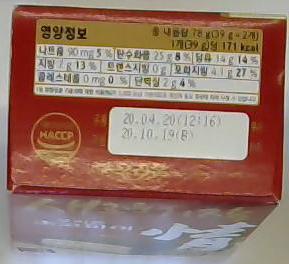 영양정보
총 내용량 78 g(39 g×2개)
1개(39 g)당 171 kcal
나트륨 90 mg 5 % 탄수화물 25 g 8 % 당류 14 g 14 %
지방 7 g 13 % 트랜스지방 0 g 포화지방 4.1 g 27 %
콜레스테롤 0 mg 0 % 단백질 2 g 4 %
HACCP
20.04.20(12:16)
20.10.19(B)